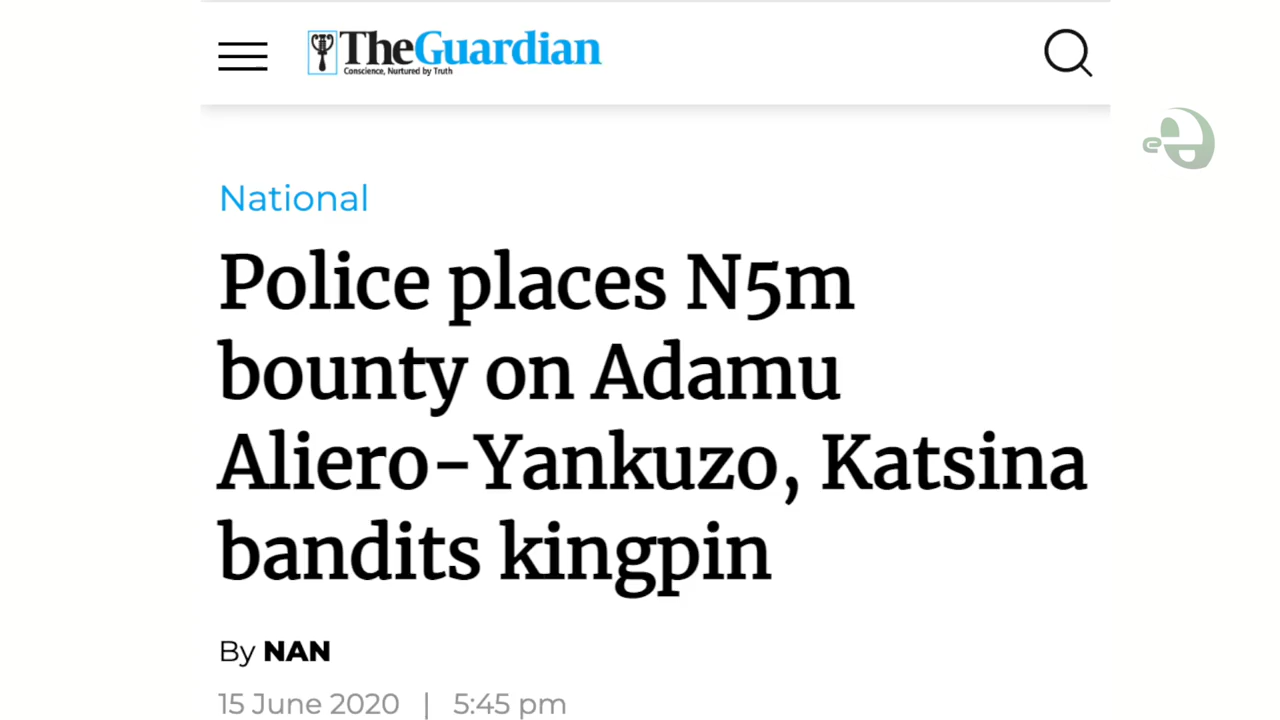 TheGuardian
Conscience, Nurtured by Truth
National
Police places N5m
bounty on Adamu
Aliero-Yankuzo, Katsina
bandits kingpin
By NAN
15 June 2020 | 5:45 pm